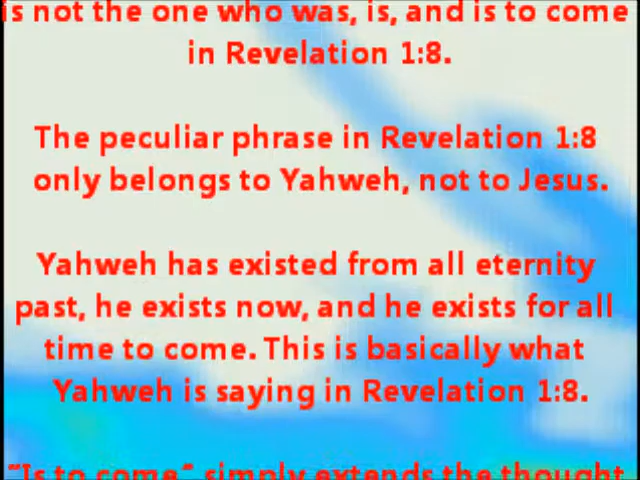 is not the one who was, is, and is to come
in Revelation 1:8.
The peculiar phrase in Revelation 1:8
only belongs to Yahweh, not to Jesus.
Yahweh has existed from all eternity
past, he exists now, and he exists for all
time to come. This is basically what
Yahweh is saying in Revelation 1:8.
“Is to come” simply extends the thought